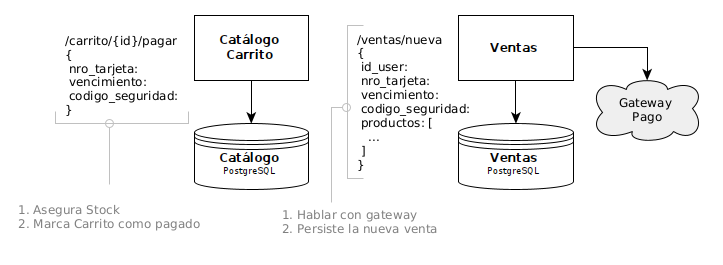 /carrito/{id}/pagar
{
nro_tarjeta:
vencimiento:
codigo_seguridad:
}
1. Asegura Stock
2. Marca Carrito como pagado
Catálogo
Carrito
Catálogo
PostgreSQL
/ventas/nueva
{
id_user:
nro_tarjeta:
vencimiento:
codigo_seguridad:
productos: [
...
]
}
1. Hablar con gateway
2. Persiste la nueva venta
Ventas
Ventas
PostgreSQL
Gateway
Pago